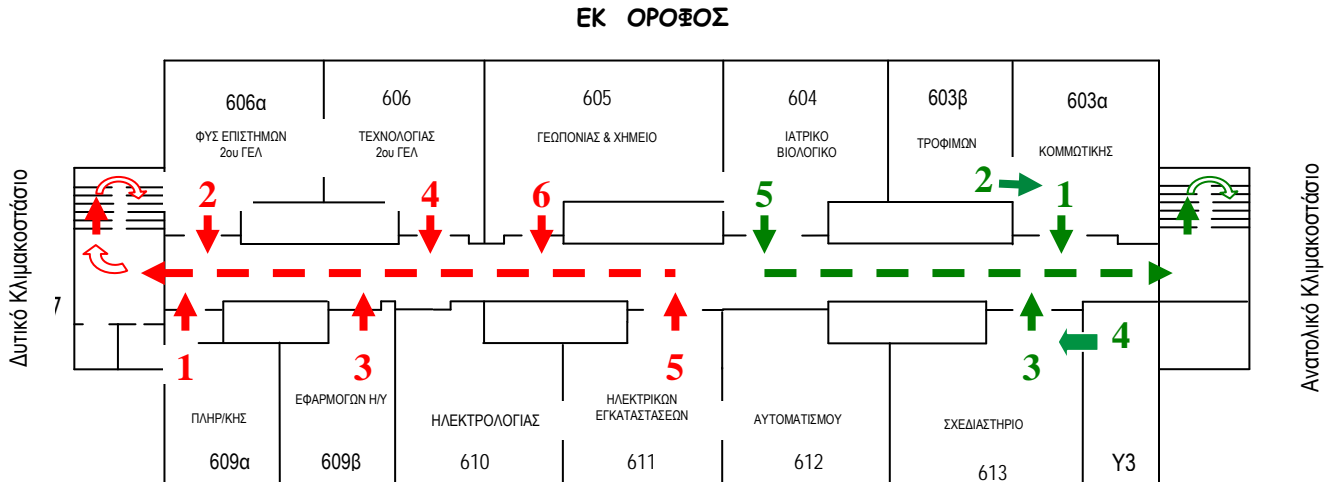 ΕΚ ΟΡΟΦΟΣ
606α
606
605
604
603β
603α
ΦΥΣ ΕΠΙΣΤΗΜΩΝ
2ου ΓΕΛ
ΤΕΧΝΟΛΟΓΙΑΣ
2ου ΓΕΛ
ΓΕΩΠΟΝΙΑΣ & ΧΗΜΕΙΟ
ΙΑΤΡΙΚΟ
ΒΙΟΛΟΓΙΚΟ
ΤΡΟΦΙΜΩΝ
ΚΟΜΜΩΤΙΚΗΣ
Δυτικό Κλιμακοστάσιο
Ανατολικό Κλιμακοστάσιο
2
4
6
5
2
1
7
1
3
5
3
4
ΠΛΗΡ/ΚΗΣ
ΕΦΑΡΜΟΓΩΝ Η/Υ
ΗΛΕΚΤΡΟΛΟΓΙΑΣ
ΗΛΕΚΤΡΙΚΩΝ
ΕΓΚΑΤΑΣΤΑΣΕΩΝ
ΑΥΤΟΜΑΤΙΣΜΟΥ
ΣΧΕΔΙΑΣΤΗΡΙΟ
609α
609β
610
611
612
613
Υ3